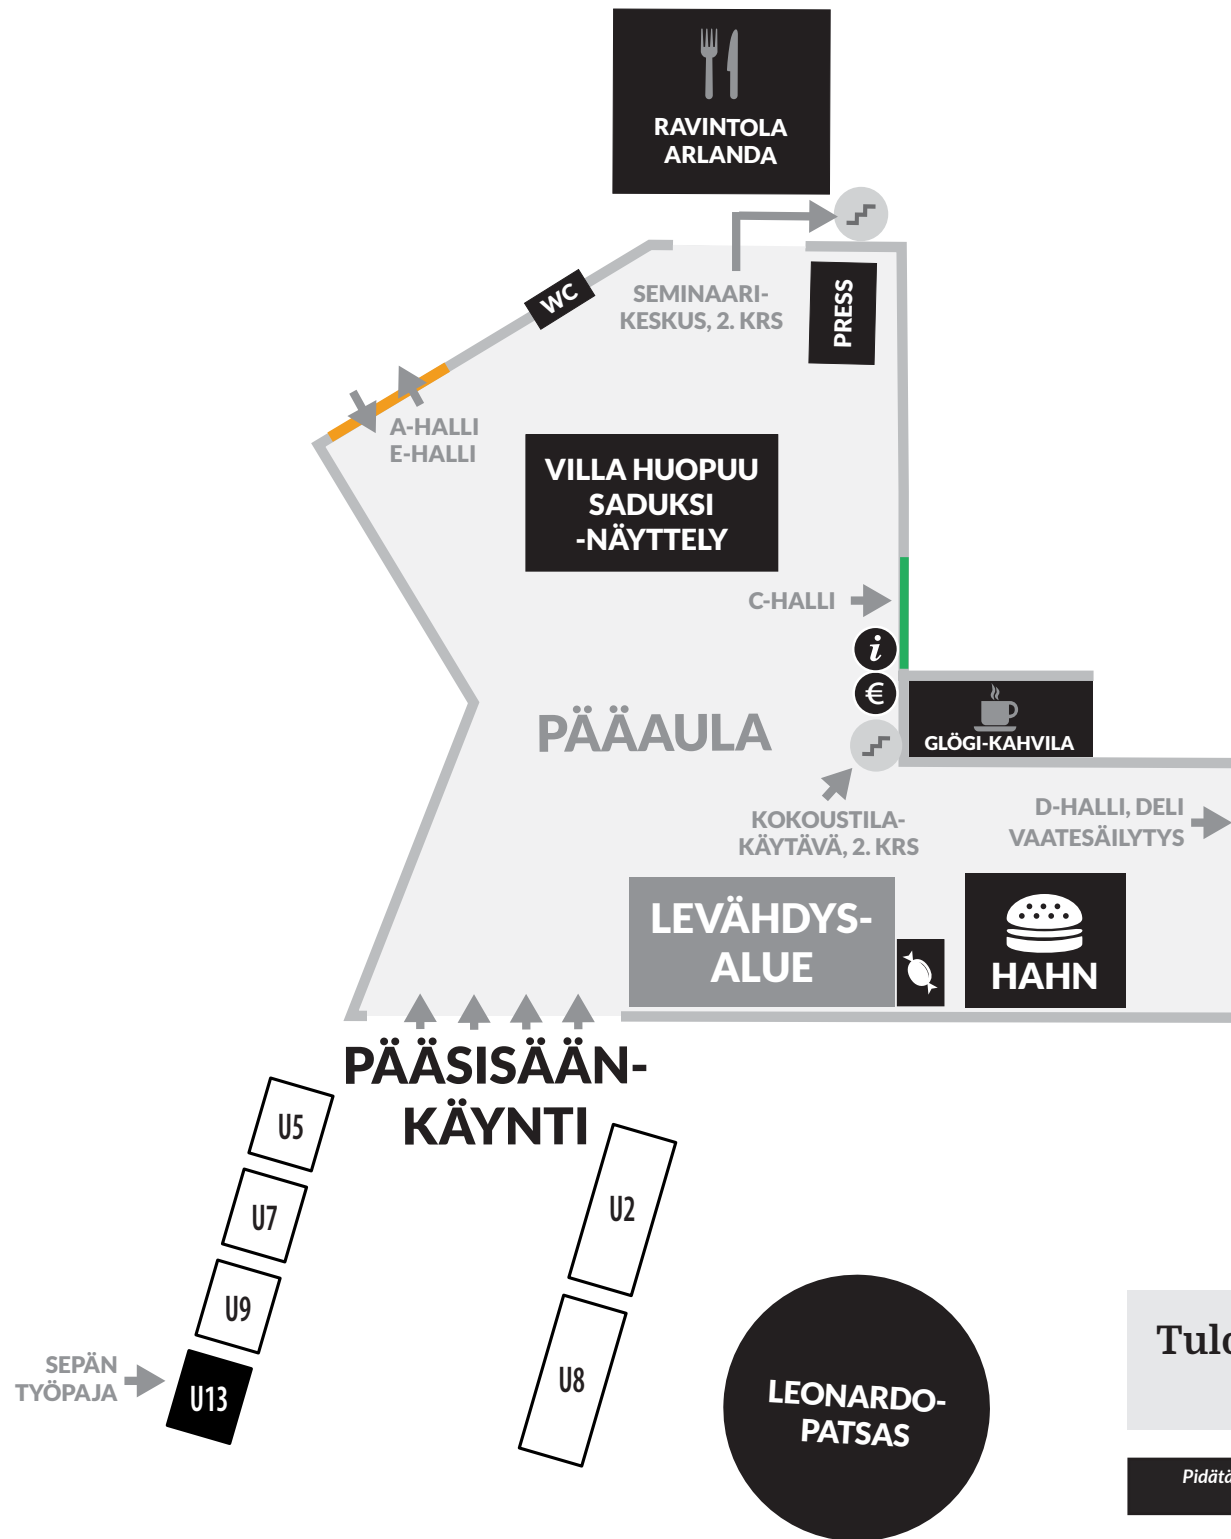 RAVINTOLA
ARLANDA
WC
SEMINAARI-
KESKUS, 2. KRS
PRESS
A-HALLI
E-HALLI
VILLA HUOPUU
SADUKSI
-NÄYTTELY
C-HALLI
i
€
PÄÄAULA
GLÖGI-KAHVILA
KOKOUSTILA-
KÄYTÄVÄ, 2. KRS
D-HALLI, DELI
VAATESÄILYTYS
LEVÄHDYS-
ALUE
HAHN
PÄÄSISÄÄN-
KÄYNTI
U5
U7
U9
U13
SEPÄN
TYÖPAJA
U2
U8
LEONARDO-
PATSAS